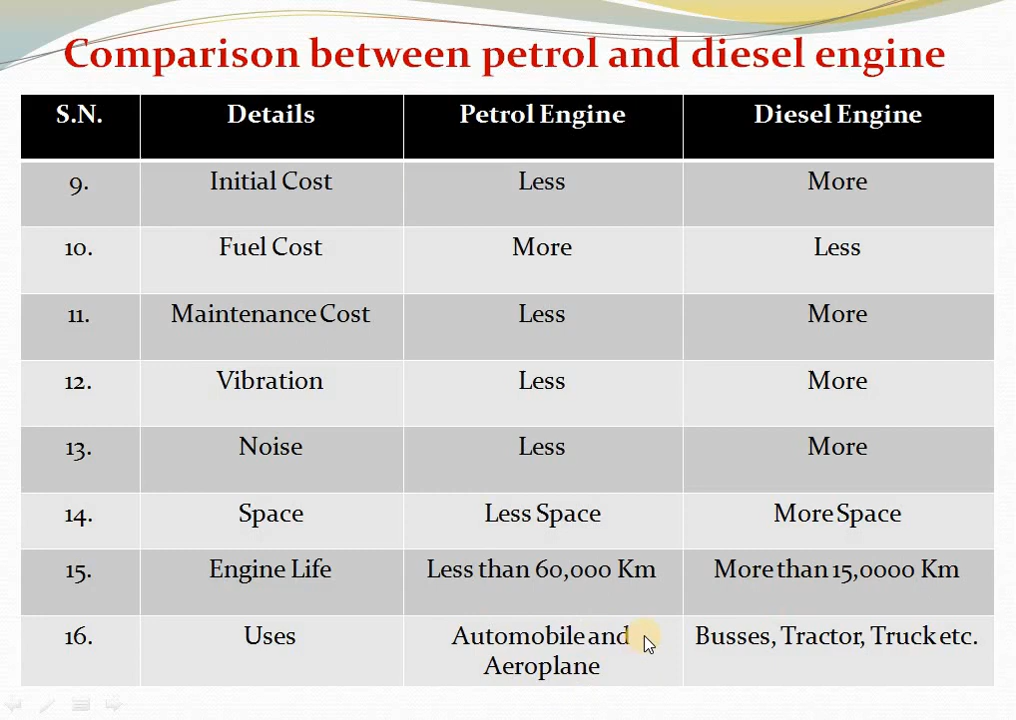 Comparison between petrol and diesel engine
S.N. Details Petrol Engine Diesel Engine
9. Initial Cost Less More
10. Fuel Cost More Less
11. Maintenance Cost Less More
12. Vibration Less More
13. Noise Less More
14. Space Less Space More Space
15. Engine Life Less than 60,000 Km More than 15,0000 Km
16. Uses Automobile and Busses, Tractor, Truck etc.
Aeroplane